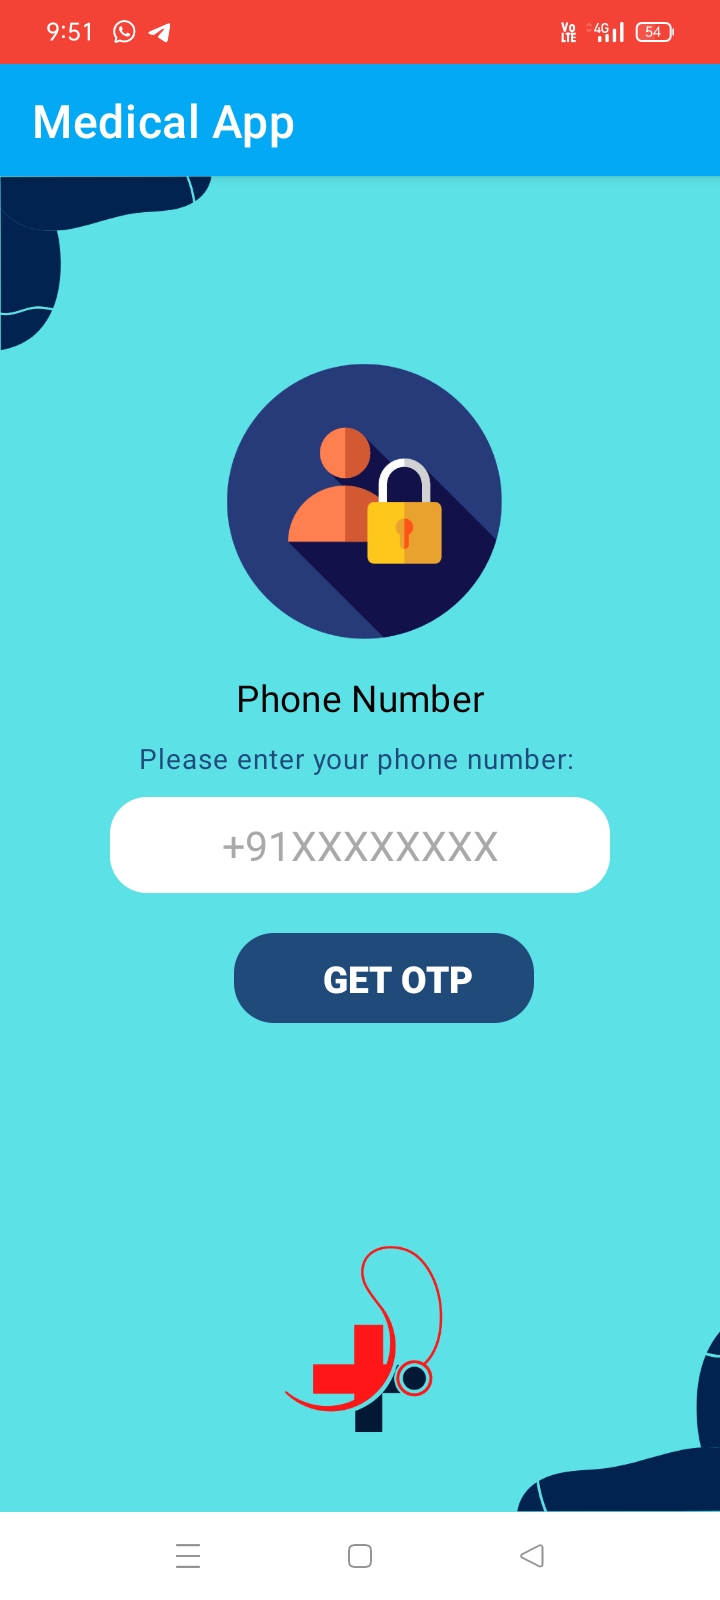 9:51 Vo LTE 4G 54
Medical App
Phone Number
Please enter your phone number:
+91XXXXXXXX
GET OTP